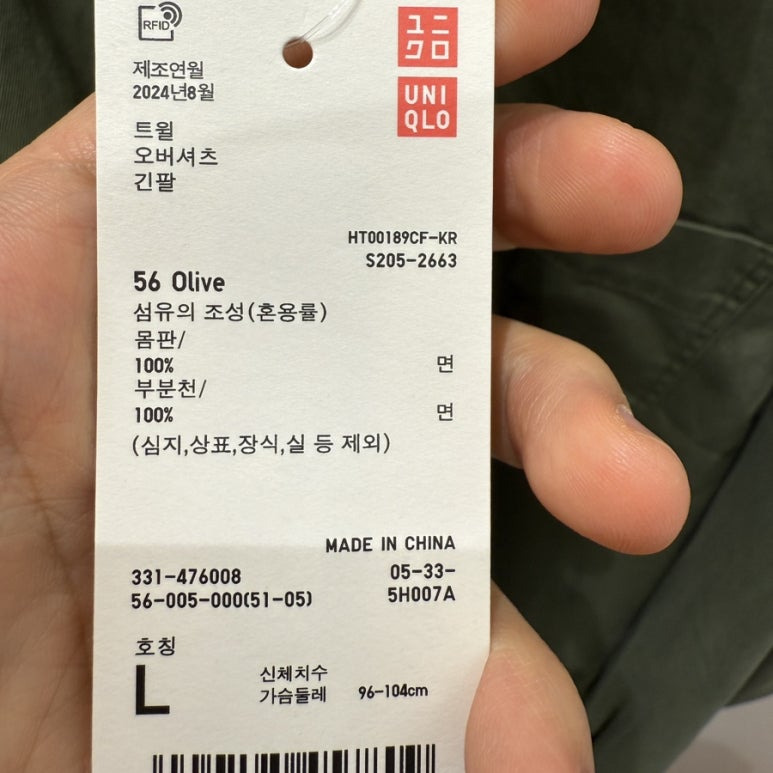 RFID
ユニ
クロ
UNI
QLO
제조연월
2024년8월
트윌
오버셔츠
긴팔
HT00189CF-KR
S205-2663
56 Olive
섬유의 조성(혼용률)
몸판/
100% 면
부분천/
100% 면
(심지,상표,장식,실 등 제외)
MADE IN CHINA
331-476008 05-33-
56-005-000(51-05) 5H007A
호칭
L
신체치수
가슴둘레 96-104cm